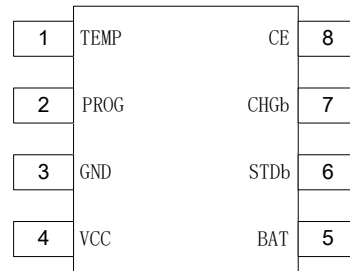 1 TEMP CE 8
2 PROG CHGb 7
3 GND STDb 6
4 VCC BAT 5